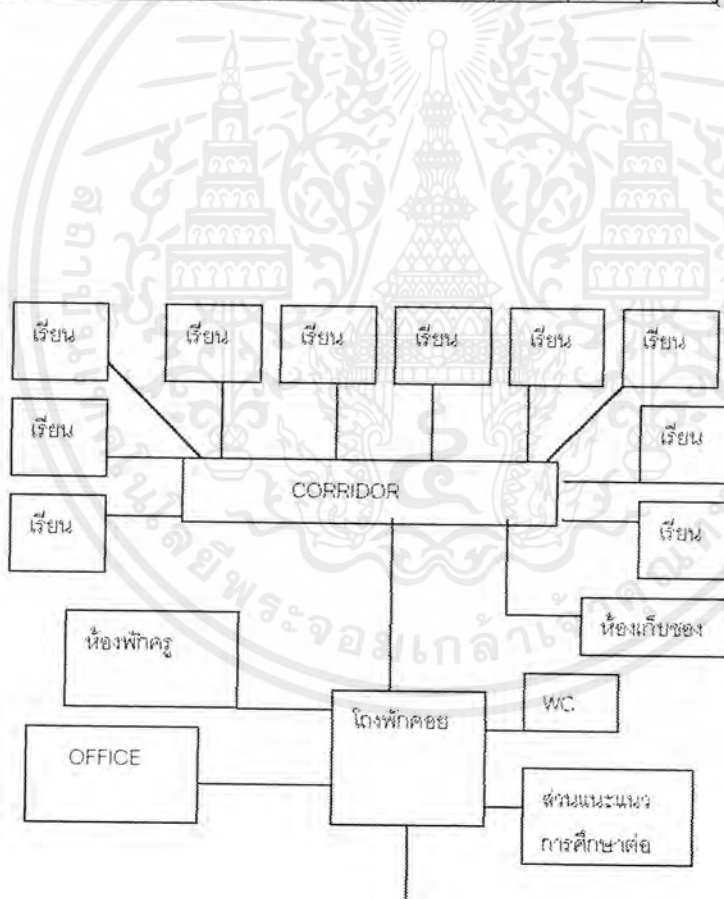 เรียน
เรียน
เรียน
เรียน
เรียน
เรียน
เรียน
เรียน
CORRIDOR
เรียน
เรียน
ห้องเก็บของ
ห้องพักครู
โถงพักคอย
WC
OFFICE
ส่วนแนะแนว
การศึกษาต่อ